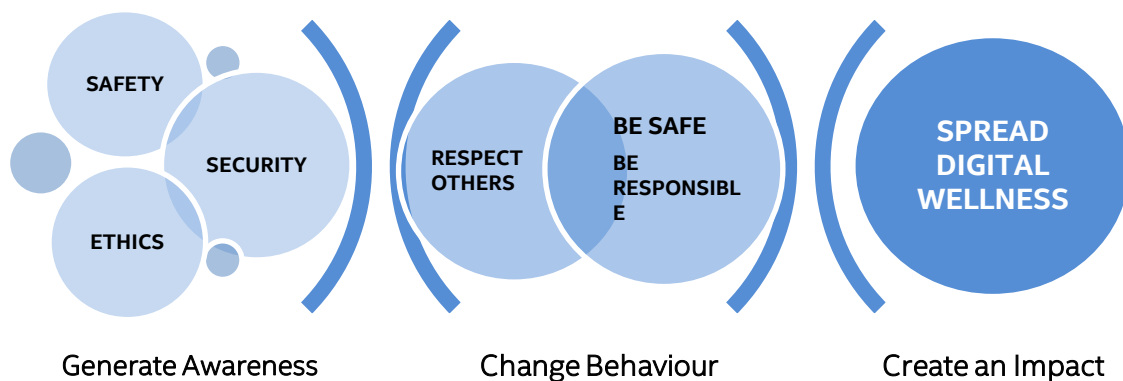 SAFETY
SECURITY
ETHICS
Generate Awareness
RESPECT
OTHERS
BE SAFE
BE
RESPONSIBL
E
Change Behaviour
SPREAD
DIGITAL
WELLNESS
Create an Impact